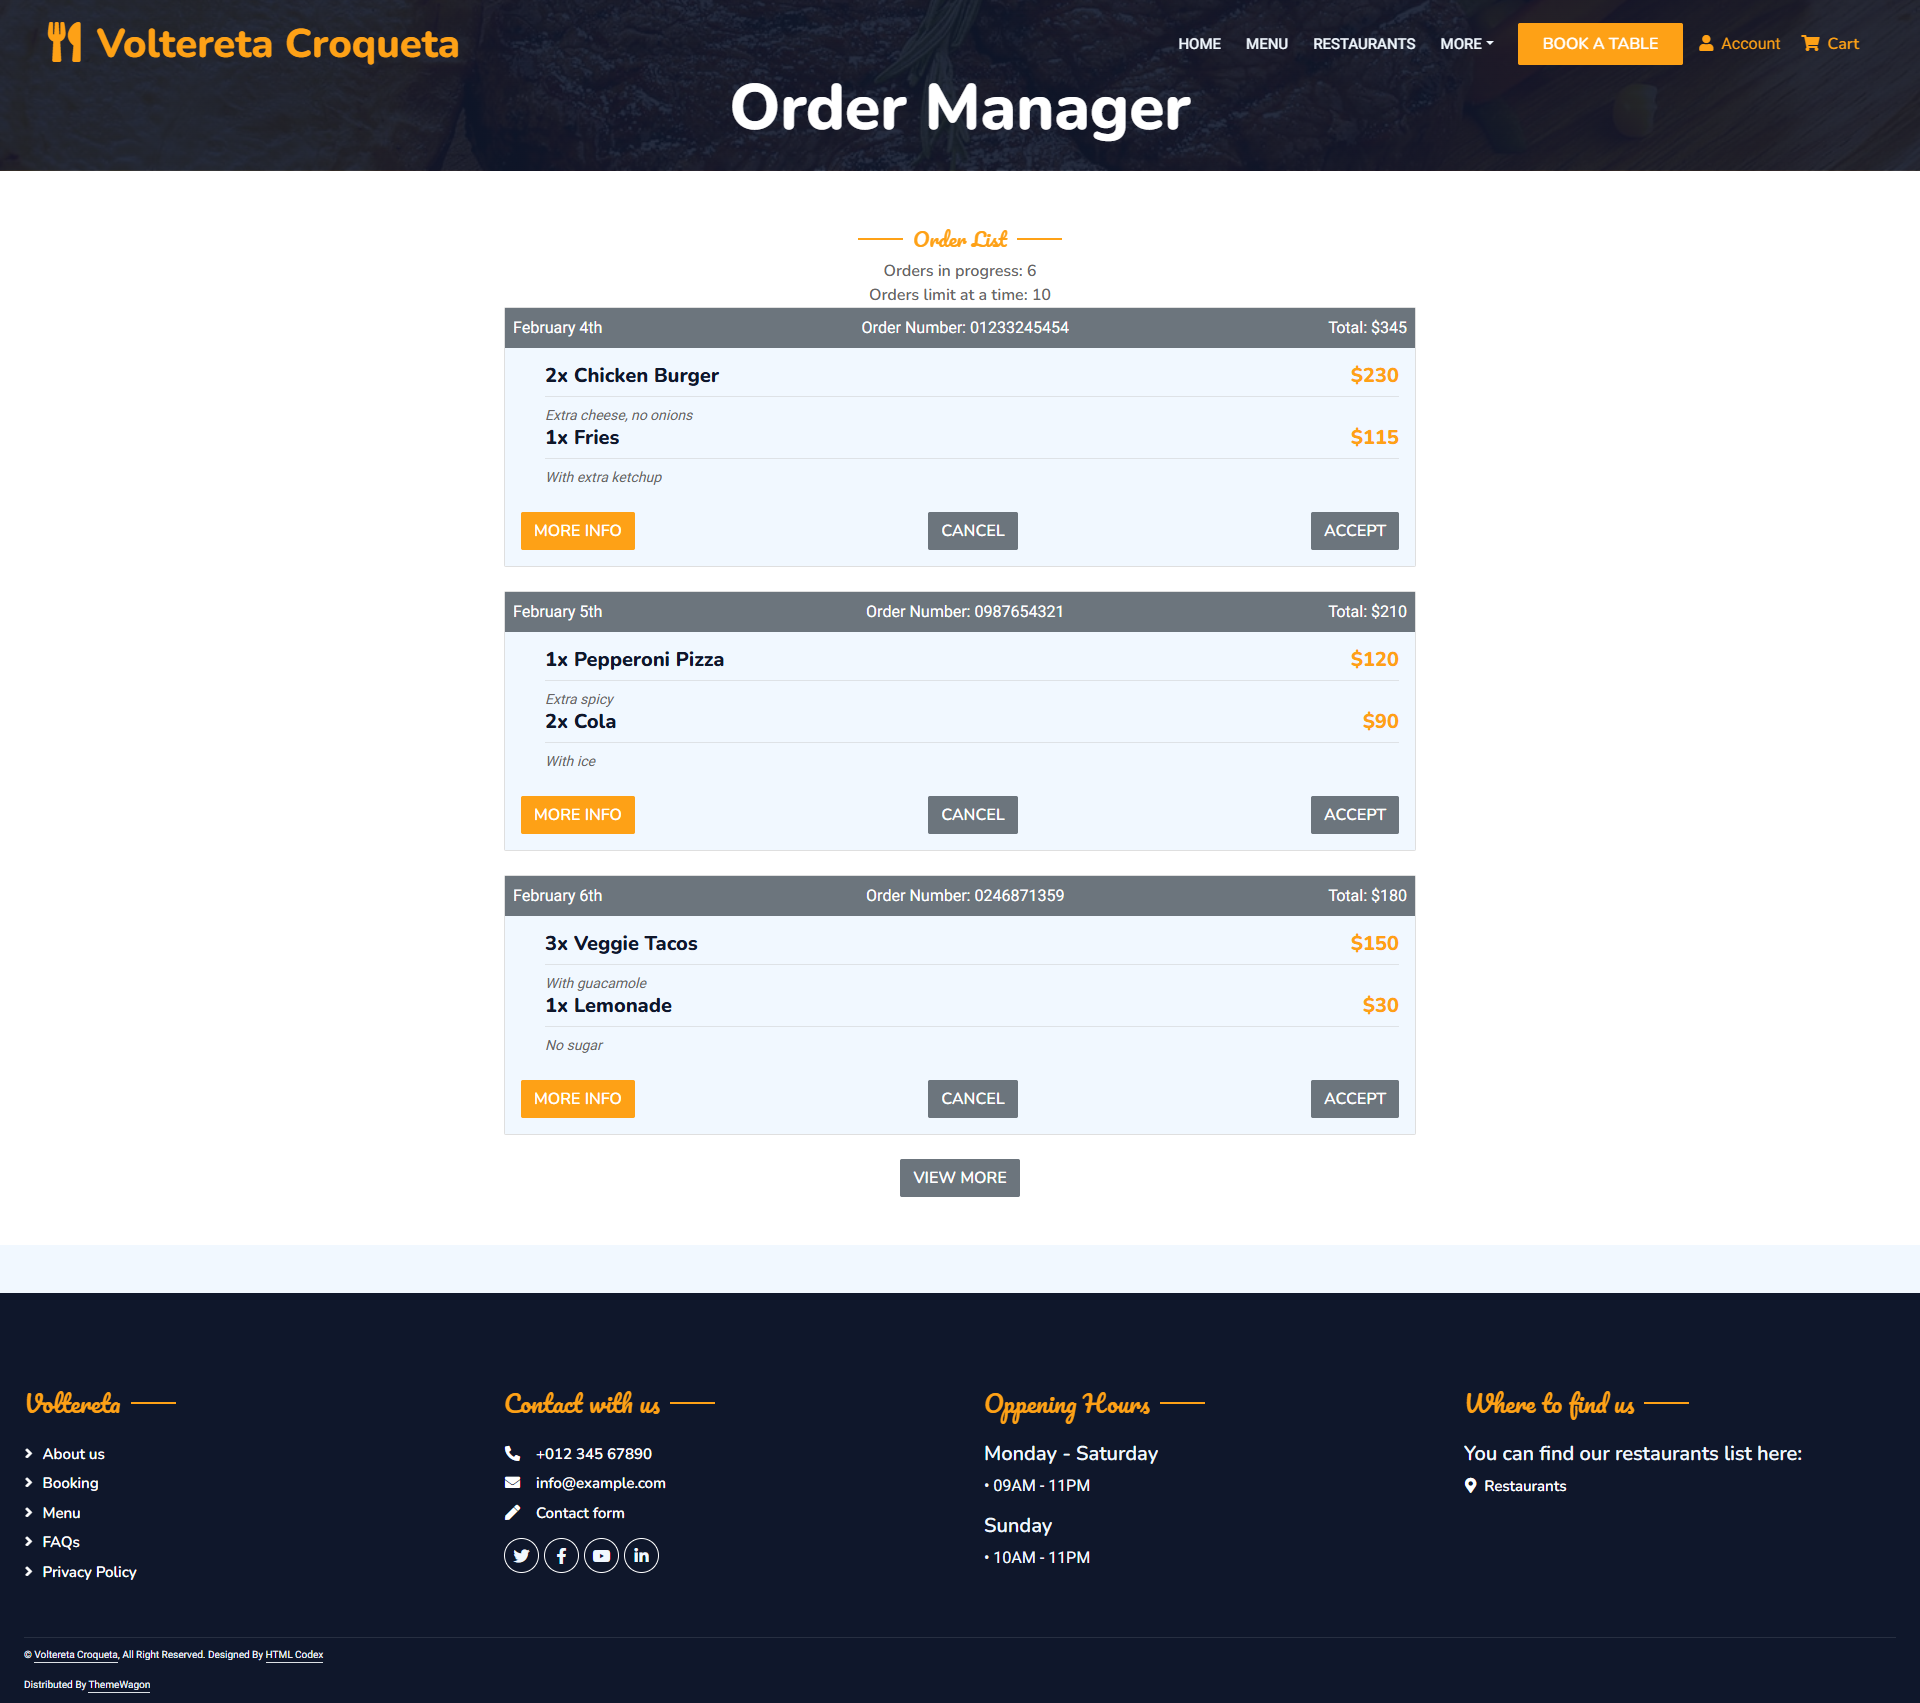 Voltereta Croqueta
HOME MENU RESTAURANTS MORE BOOK A TABLE Account Cart
Order Manager
Order List
Orders in progress: 6
Orders limit at a time: 10
February 4th Order Number: 01233245454 Total: $345
2x Chicken Burger $230
Extra cheese, no onions
1x Fries $115
With extra ketchup
MORE INFO CANCEL ACCEPT
February 5th Order Number: 0987654321 Total: $210
1x Pepperoni Pizza $120
Extra spicy
2x Cola $90
With ice
MORE INFO CANCEL ACCEPT
February 6th Order Number: 0246871359 Total: $180
3x Veggie Tacos $150
With guacamole
1x Lemonade $30
No sugar
MORE INFO CANCEL ACCEPT
VIEW MORE
Voltereta
About us
Booking
Menu
FAQs
Privacy Policy
Contact with us
+012 345 67890
info@example.com
Contact form
Oppening Hours
Monday - Saturday
• 09AM - 11PM
Sunday
• 10AM - 11PM
Where to find us
You can find our restaurants list here:
Restaurants
© Voltereta Croqueta, All Right Reserved. Designed By HTML Codex
Distributed By ThemeWagon